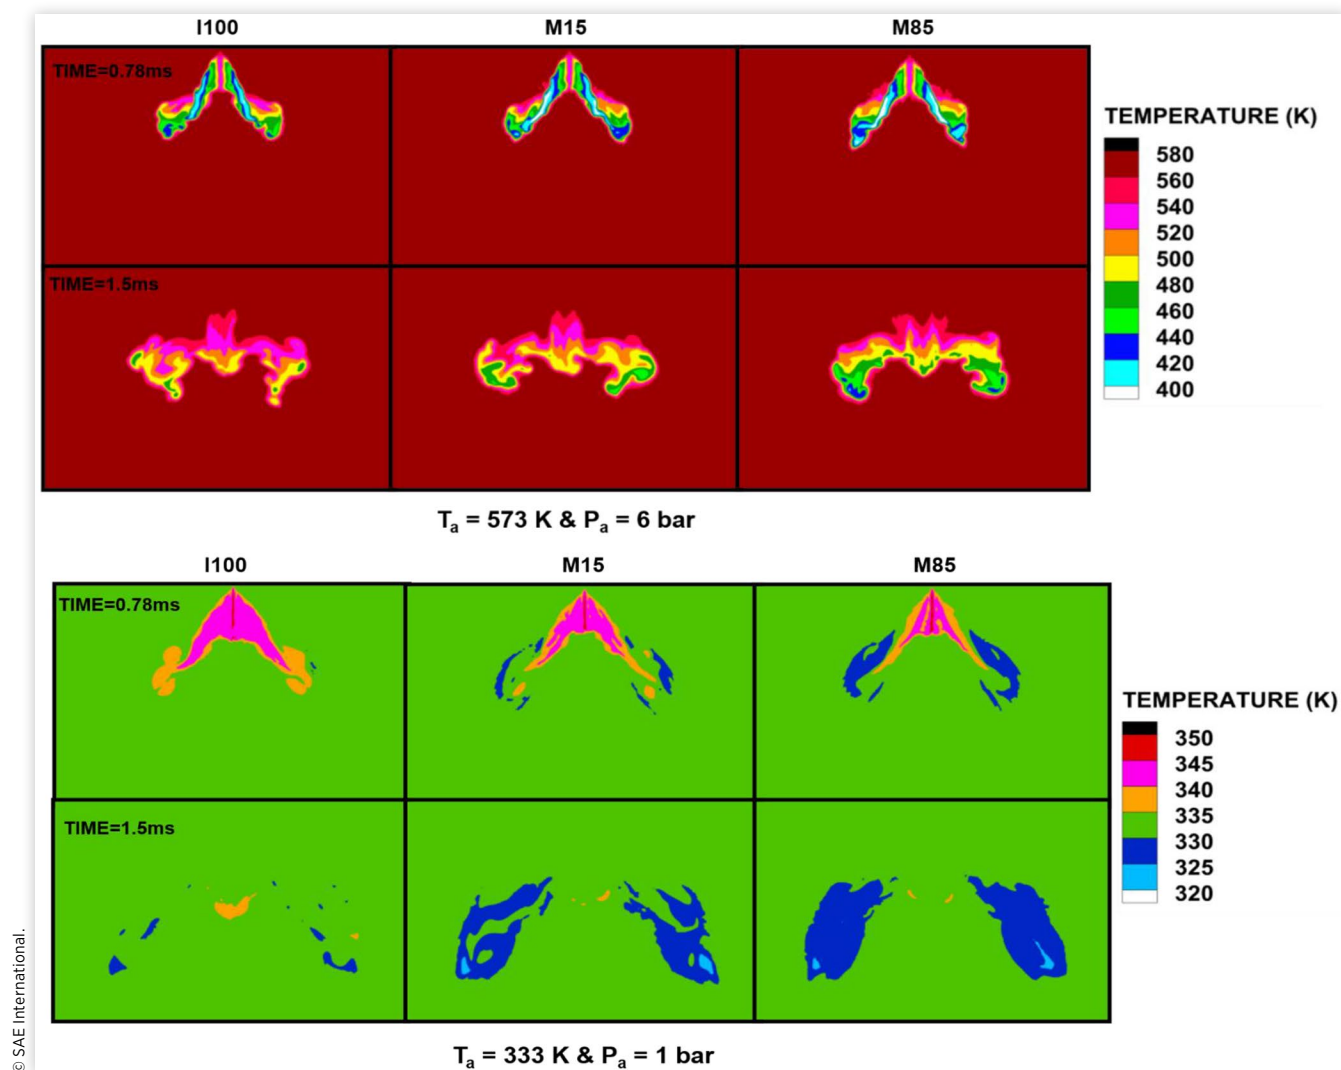 I100 M15 M85
TIME=0.78ms
TIME=1.5ms
TEMPERATURE (K)
580
560
540
520
500
480
460
440
420
400
Tₐ = 573 K & Pₐ = 6 bar
I100 M15 M85
TIME=0.78ms
TIME=1.5ms
TEMPERATURE (K)
350
345
340
335
330
325
320
Tₐ = 333 K & Pₐ = 1 bar
© SAE International.